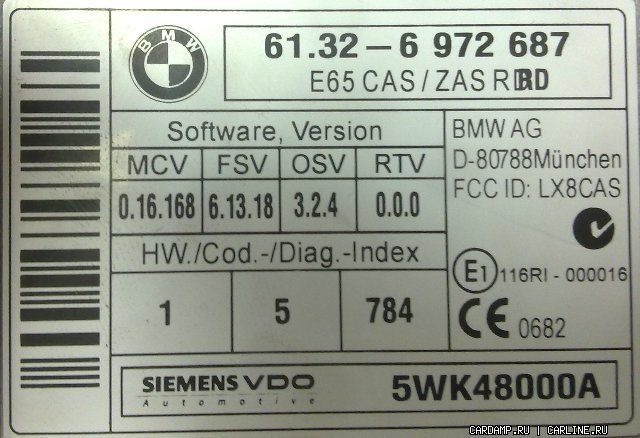 BMW
61.32-6 972 687
E65 CAS/ZAS RD
Software, Version
MCV FSV OSV RTV
0.16.168 6.13.18 3.2.4 0.0.0
HW./Cod.-/Diag.-Index
1 5 784
BMW AG
D-80788München
FCC ID: LX8CAS
E1 116RI - 000016
CE 0682
SIEMENS VDO
Automotive
5WK48000A
CARDAMP.RU | CARLINE.RU